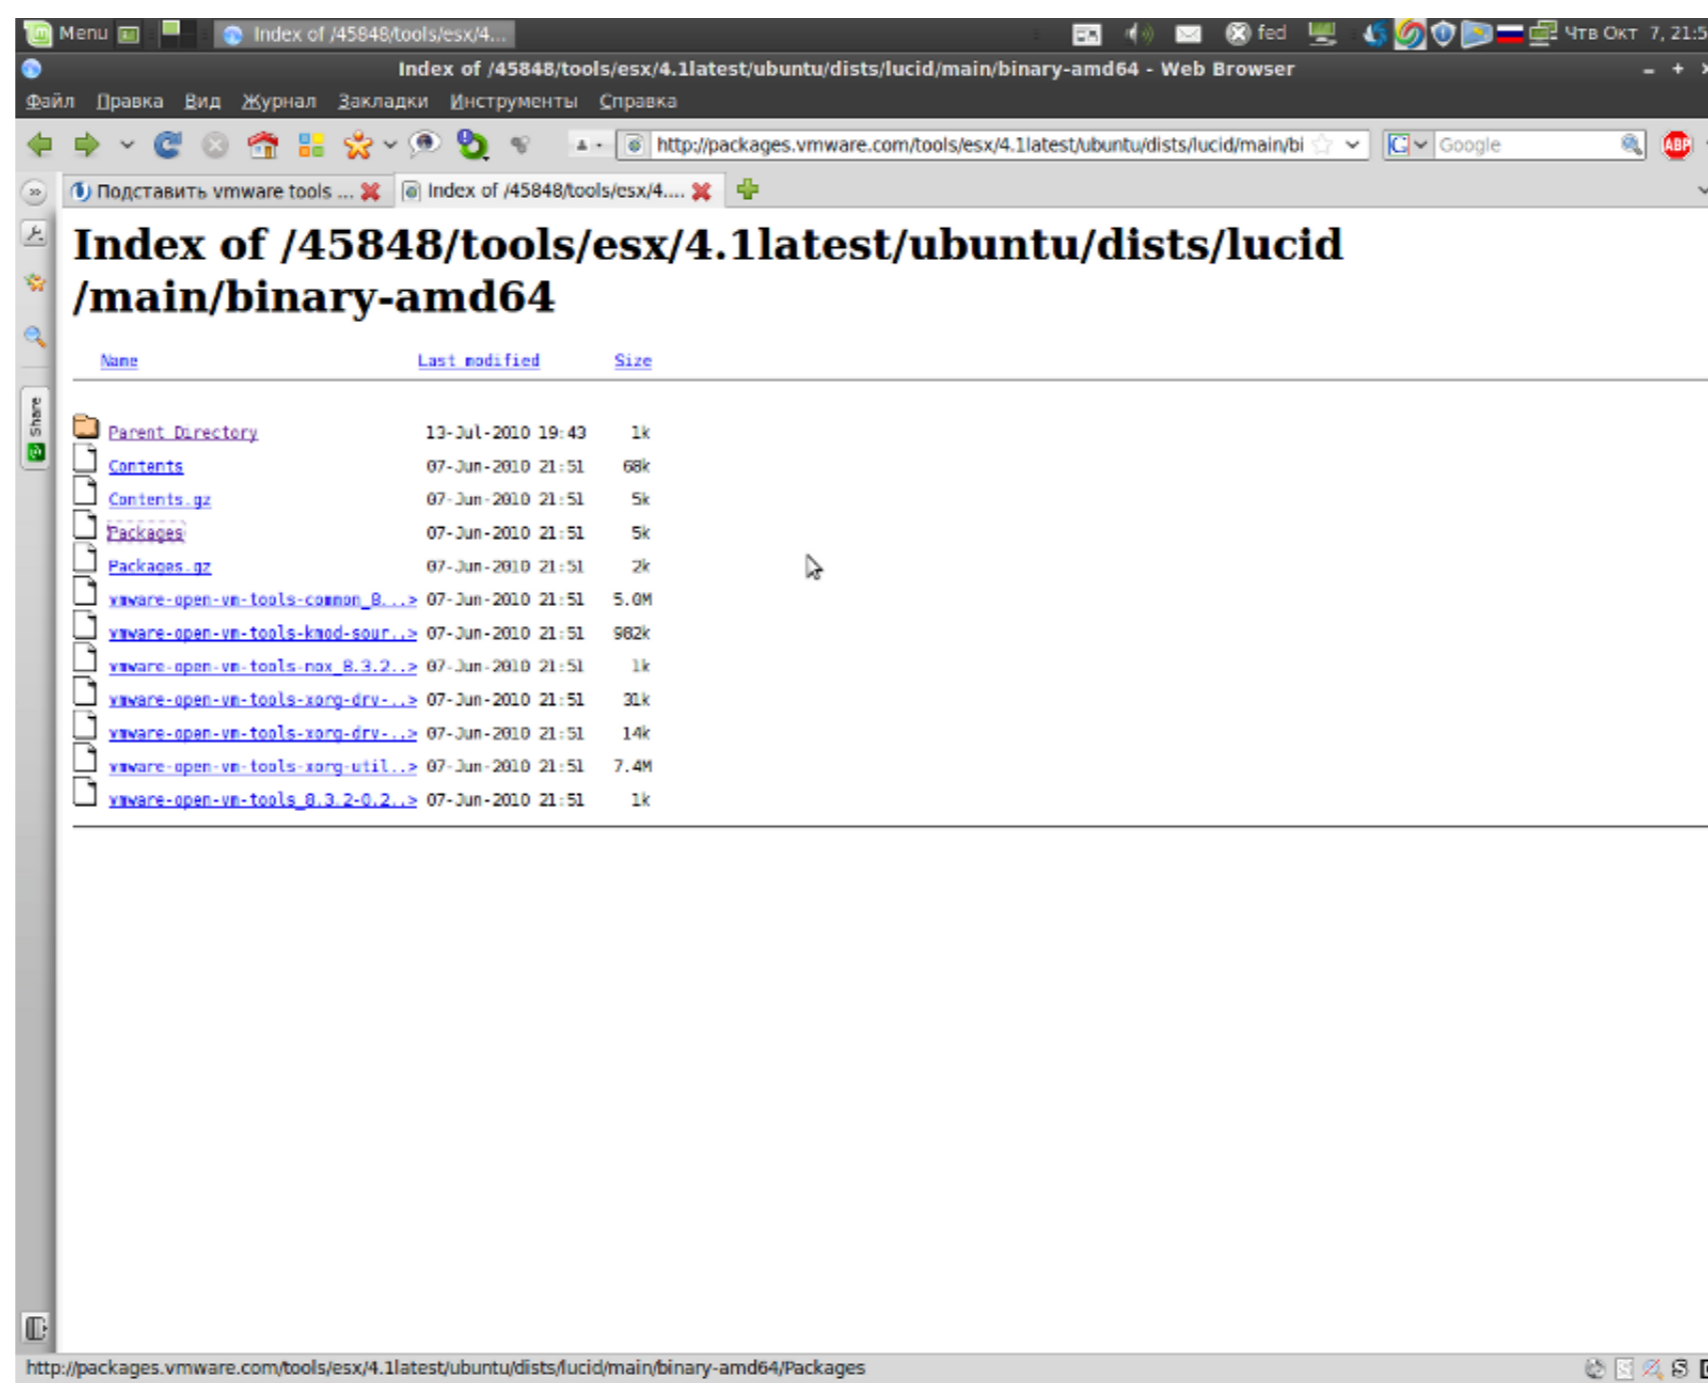 Menu Index of /45848/tools/esx/4... fed Чтв Окт 7, 21:5
Index of /45848/tools/esx/4.1latest/ubuntu/dists/lucid/main/binary-amd64 - Web Browser
Файл Правка Вид Журнал Закладки Инструменты Справка
http://packages.vmware.com/tools/esx/4.1latest/ubuntu/dists/lucid/main/bi Google ABP
Подставить vmware tools ... Index of /45848/tools/esx/4....
Index of /45848/tools/esx/4.1latest/ubuntu/dists/lucid
/main/binary-amd64
Name Last modified Size
Share
Parent Directory 13-Jul-2010 19:43 1k
Contents 07-Jun-2010 21:51 68k
Contents.gz 07-Jun-2010 21:51 5k
Packages 07-Jun-2010 21:51 5k
Packages.gz 07-Jun-2010 21:51 2k
vmware-open-vm-tools-common_8...> 07-Jun-2010 21:51 5.0M
vmware-open-vm-tools-kmod-sour..> 07-Jun-2010 21:51 982k
vmware-open-vm-tools-nox_8.3.2..> 07-Jun-2010 21:51 1k
vmware-open-vm-tools-xorg-drv-..> 07-Jun-2010 21:51 31k
vmware-open-vm-tools-xorg-drv-..> 07-Jun-2010 21:51 14k
vmware-open-vm-tools-xorg-util..> 07-Jun-2010 21:51 7.4M
vmware-open-vm-tools_8.3.2-0.2..> 07-Jun-2010 21:51 1k
http://packages.vmware.com/tools/esx/4.1latest/ubuntu/dists/lucid/main/binary-amd64/Packages